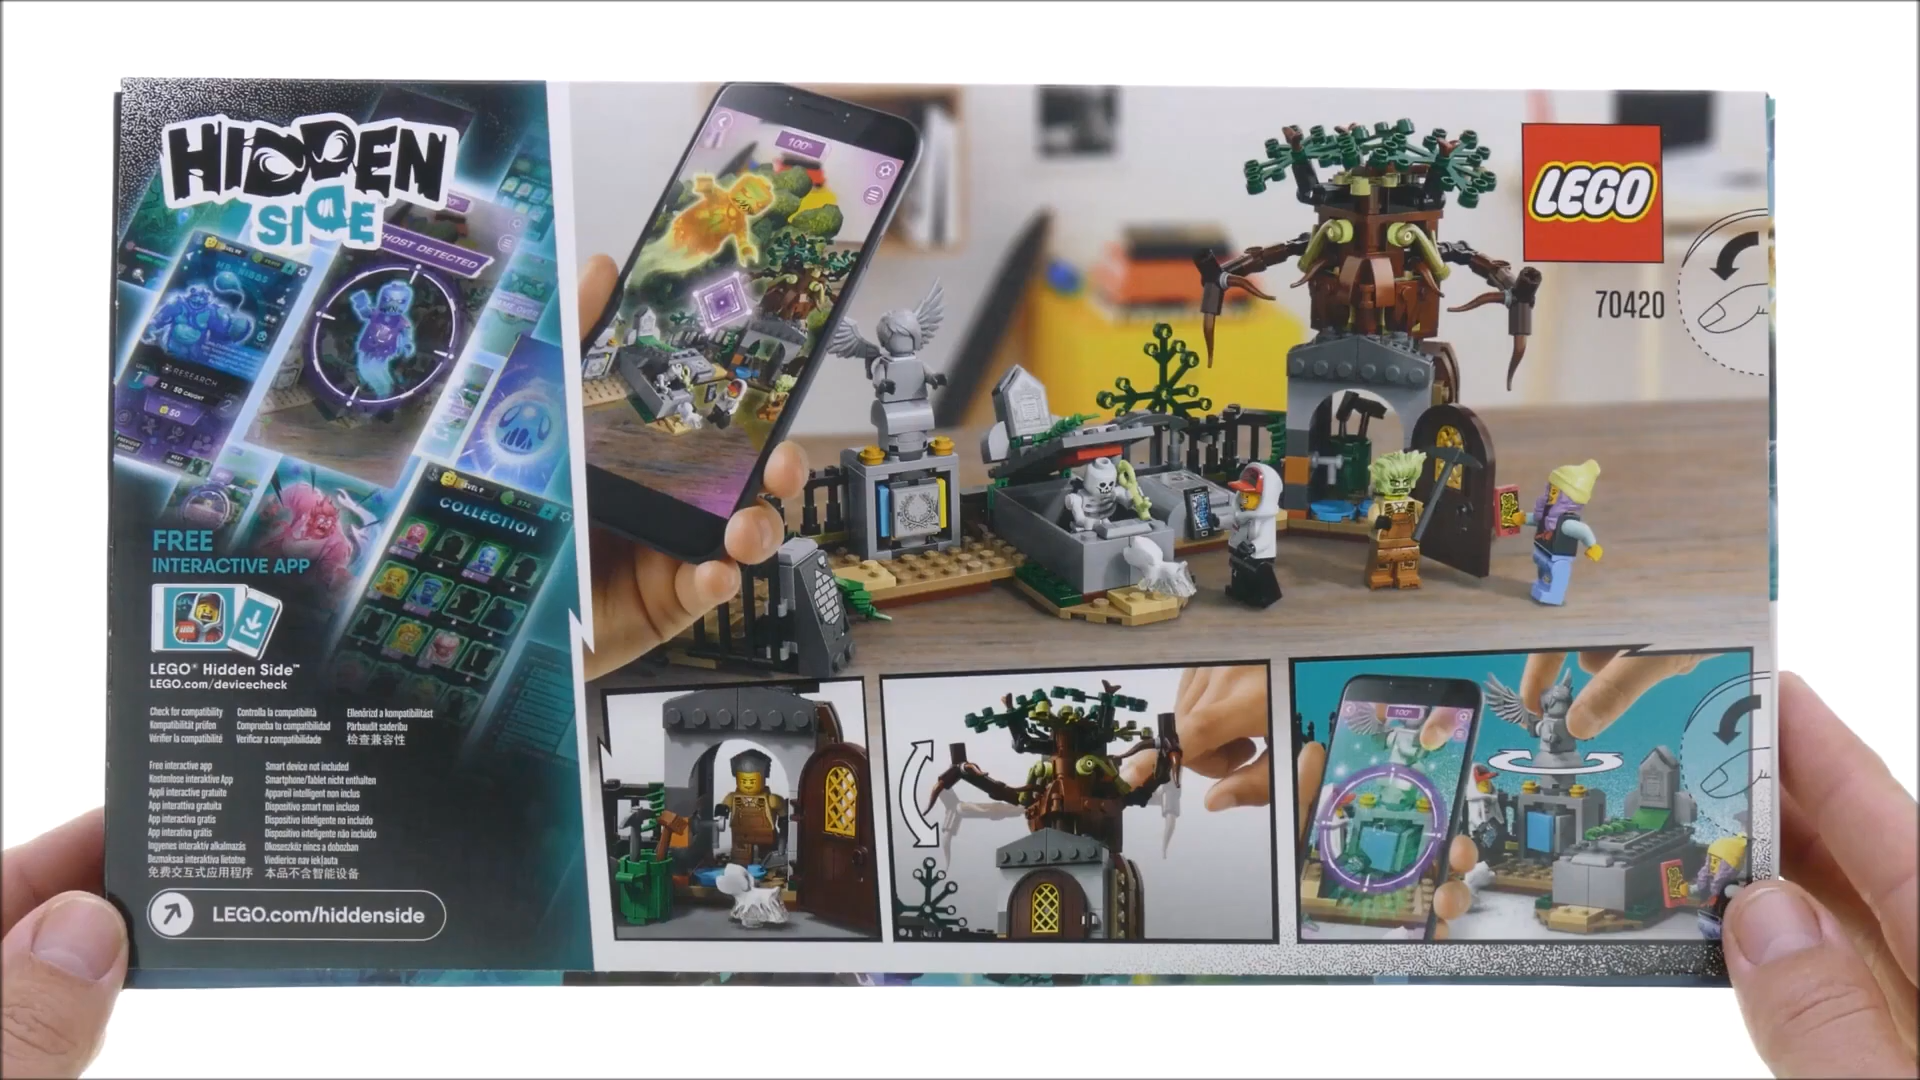 HIDDEN
SIDE
GHOST DETECTED
MR. NIBBS
RESEARCH
COLLECTION
FREE
INTERACTIVE APP
LEGO® Hidden Side™
LEGO.com/devicecheck
Check for compatibility
Kompatibilität prüfen
Vérifier la compatibilité
Controlla la compatibilità
Comprueba tu compatibilidad
Verificar a compatibilidade
Ellenőrizd a kompatibilitást
Pārbaudīt saderību
检查兼容性
Free interactive app
Kostenlose interaktive App
Appli interactive gratuite
App interattiva gratuita
App interactiva gratis
App interativa grátis
Ingyenes interaktív alkalmazás
Bezmaksas interaktīva lietotne
免费交互式应用程序
Smart device not included
Smartphone/Tablet nicht enthalten
Appareil intelligent non inclus
Dispositivo smart non incluso
Dispositivo inteligente no incluido
Dispositivo inteligente não incluído
Okoseszköz nincs a dobozban
Viedierīce nav iekļauta
本品不含智能设备
LEGO.com/hiddenside
100%
LEGO
70420
100%